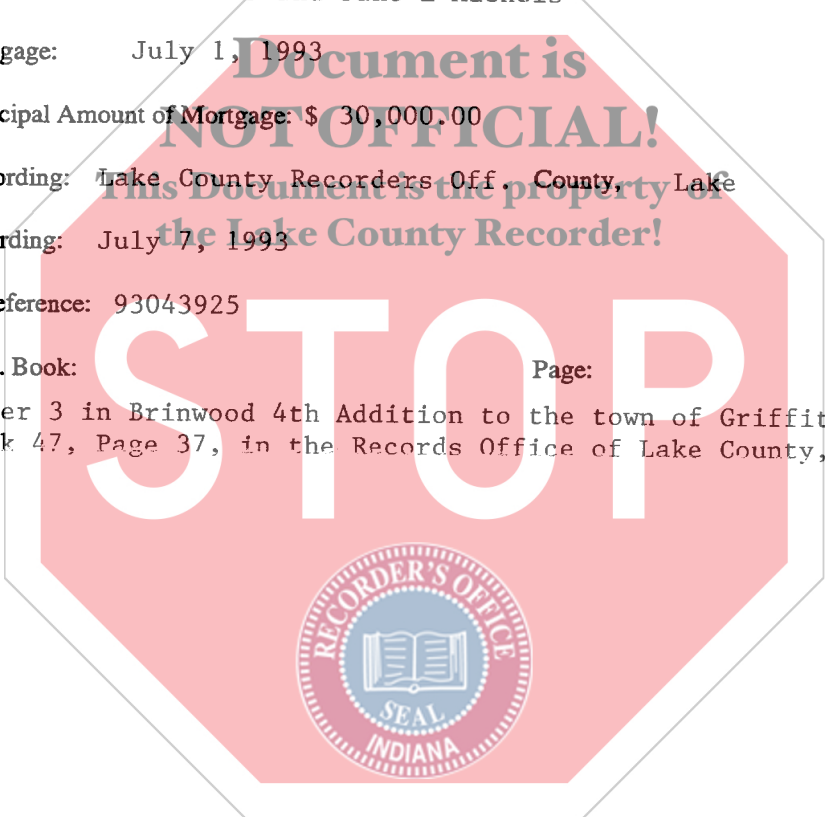 gage: July 1, 1993
Document is
cipal Amount of Mortgage: $ 30,000.00
NOT OFFICIAL!
ording: Lake County Recorders Off. County, Lake
This Document is the property of
rding: July 7, 1993
the Lake County Recorder!
eference: 93043925
STOP
. Book: Page:
er 3 in Brinwood 4th Addition to the town of Griffit
k 47, Page 37, in the Records Office of Lake County,
RECORDER'S OFFICE
SEAL
INDIANA